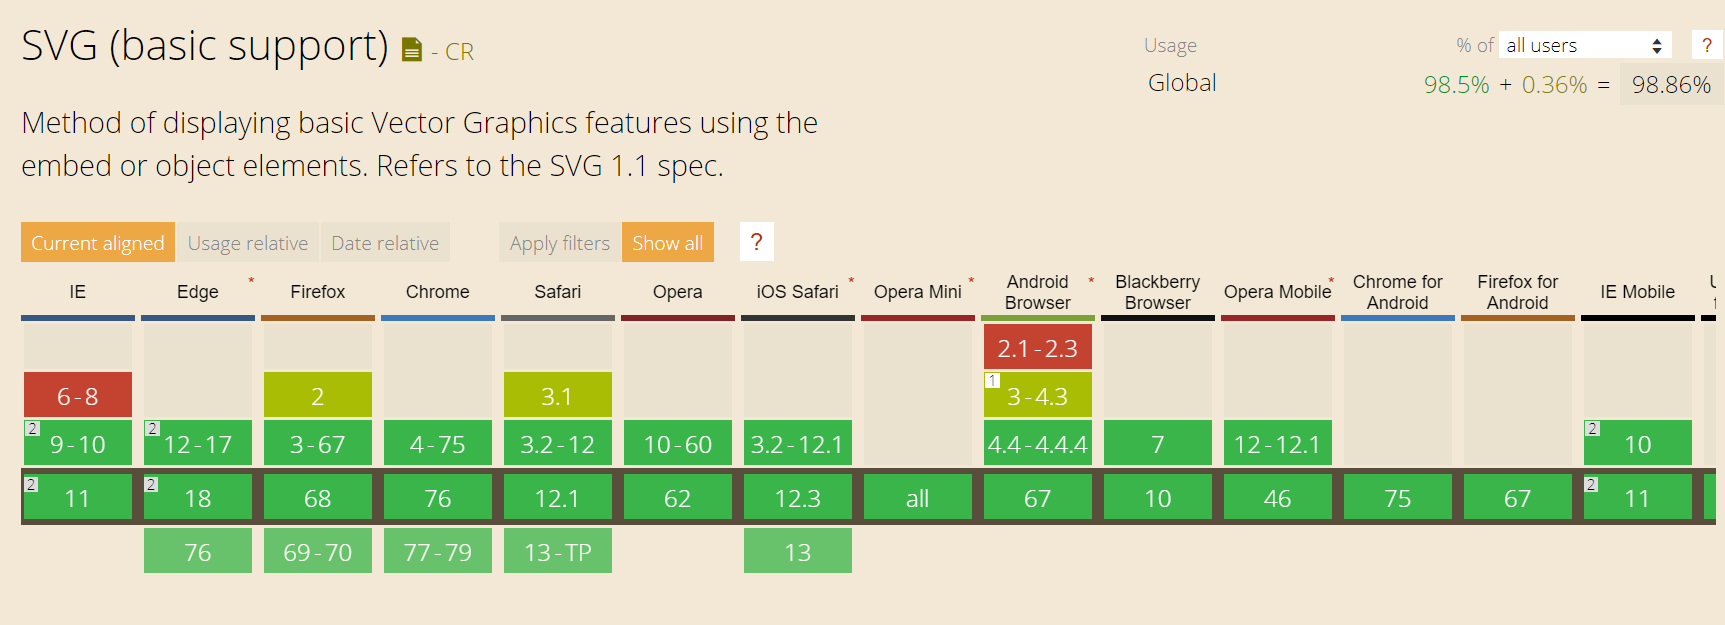 SVG (basic support) - CR
Usage % of all users ?
Global 98.5% + 0.36% = 98.86%
Method of displaying basic Vector Graphics features using the
embed or object elements. Refers to the SVG 1.1 spec.
Current aligned Usage relative Date relative Apply filters Show all ?
IE Edge * Firefox Chrome Safari Opera iOS Safari * Opera Mini * Android Browser * Blackberry Browser Opera Mobile * Chrome for Android Firefox for Android IE Mobile
2.1-2.3
6-8 2 3.1 1 3-4.3
2 9-10 2 12-17 3-67 4-75 3.2-12 10-60 3.2-12.1 4.4-4.4.4 7 12-12.1 2 10
2 11 2 18 68 76 12.1 62 12.3 all 67 10 46 75 67 2 11
76 69-70 77-79 13-TP 13